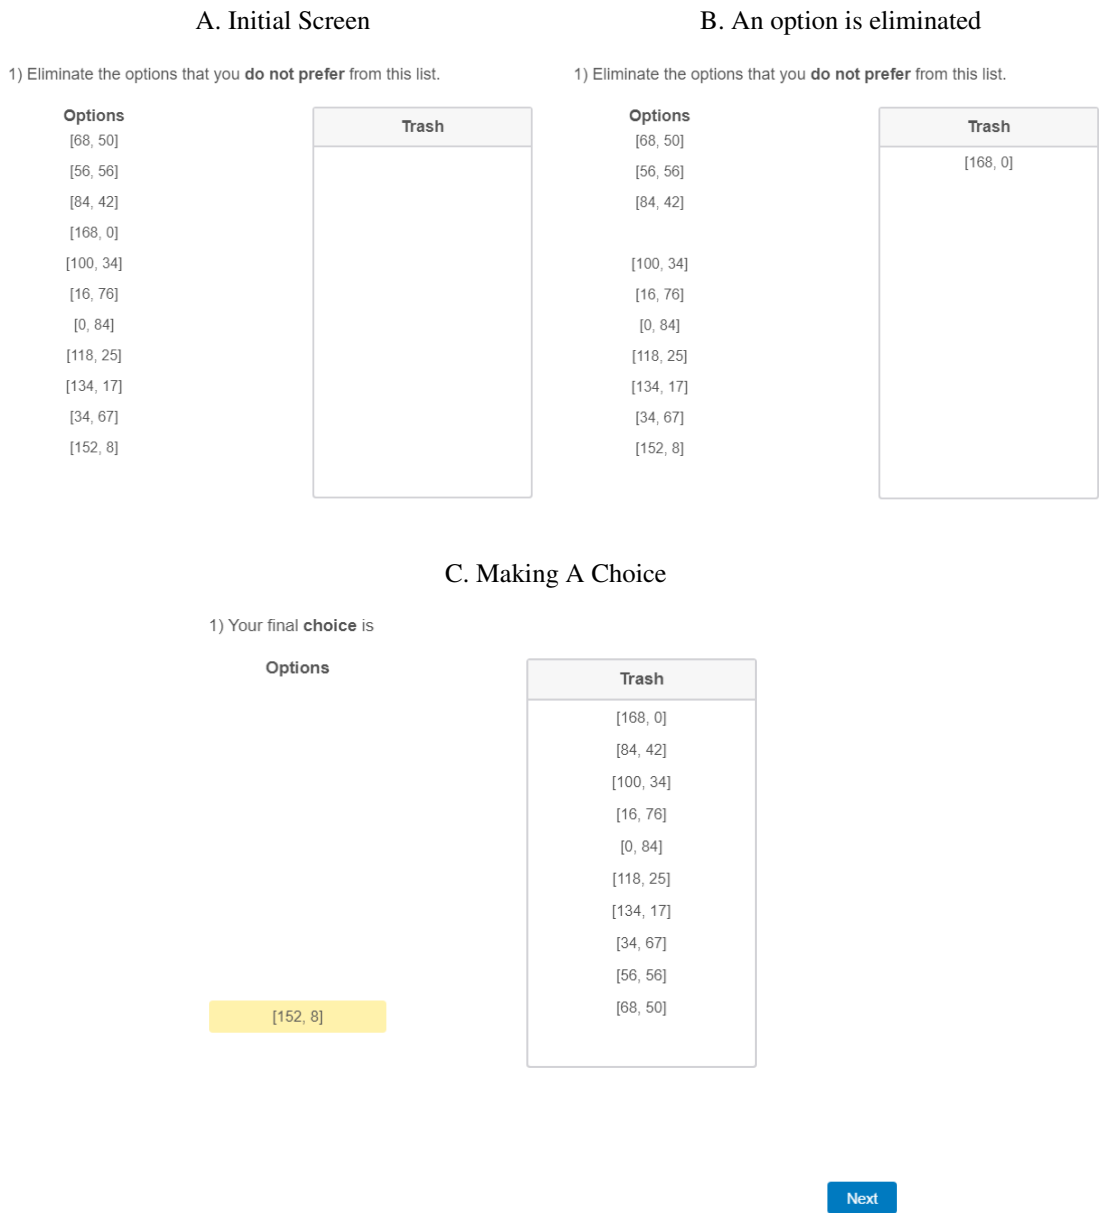 A. Initial Screen
1) Eliminate the options that you do not prefer from this list.
Options
Trash
[68, 50]
[56, 56]
[84, 42]
[168, 0]
[100, 34]
[16, 76]
[0, 84]
[118, 25]
[134, 17]
[34, 67]
[152, 8]
B. An option is eliminated
1) Eliminate the options that you do not prefer from this list.
Options
Trash
[68, 50]
[168, 0]
[56, 56]
[84, 42]
[100, 34]
[16, 76]
[0, 84]
[118, 25]
[134, 17]
[34, 67]
[152, 8]
C. Making A Choice
1) Your final choice is
Options
Trash
[168, 0]
[84, 42]
[100, 34]
[16, 76]
[0, 84]
[118, 25]
[134, 17]
[34, 67]
[56, 56]
[68, 50]
[152, 8]
Next